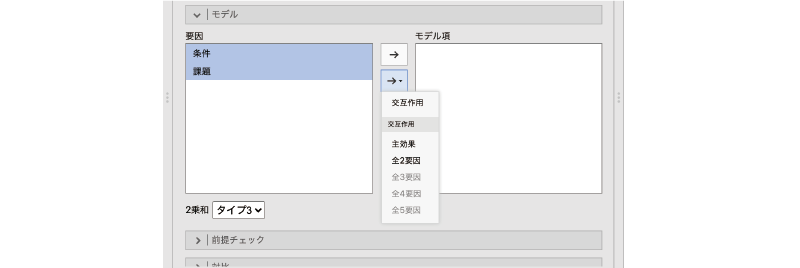 モデル
要因
モデル項
条件
課題
交互作用
交互作用
主効果
全2要因
全3要因
全4要因
全5要因
2乗和 タイプ3
前提チェック
対比